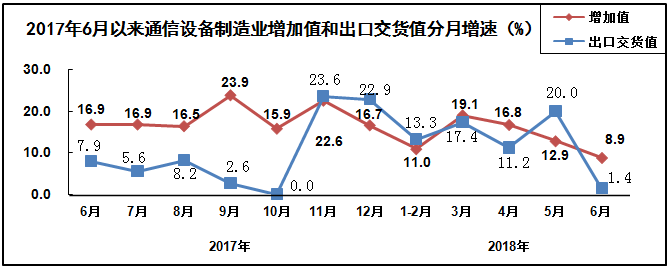 2017年6月以来通信设备制造业增加值和出口交货值分月增速（%）
增加值
出口交货值
30.0
20.0
10.0
0.0
16.9 16.9 16.5 23.9 15.9 22.6 16.7 11.0 19.1 16.8 12.9 8.9
7.9 5.6 8.2 2.6 0.0 23.6 22.9 13.3 17.4 11.2 20.0 1.4
6月 7月 8月 9月 10月 11月 12月 1-2月 3月 4月 5月 6月
2017年 2018年